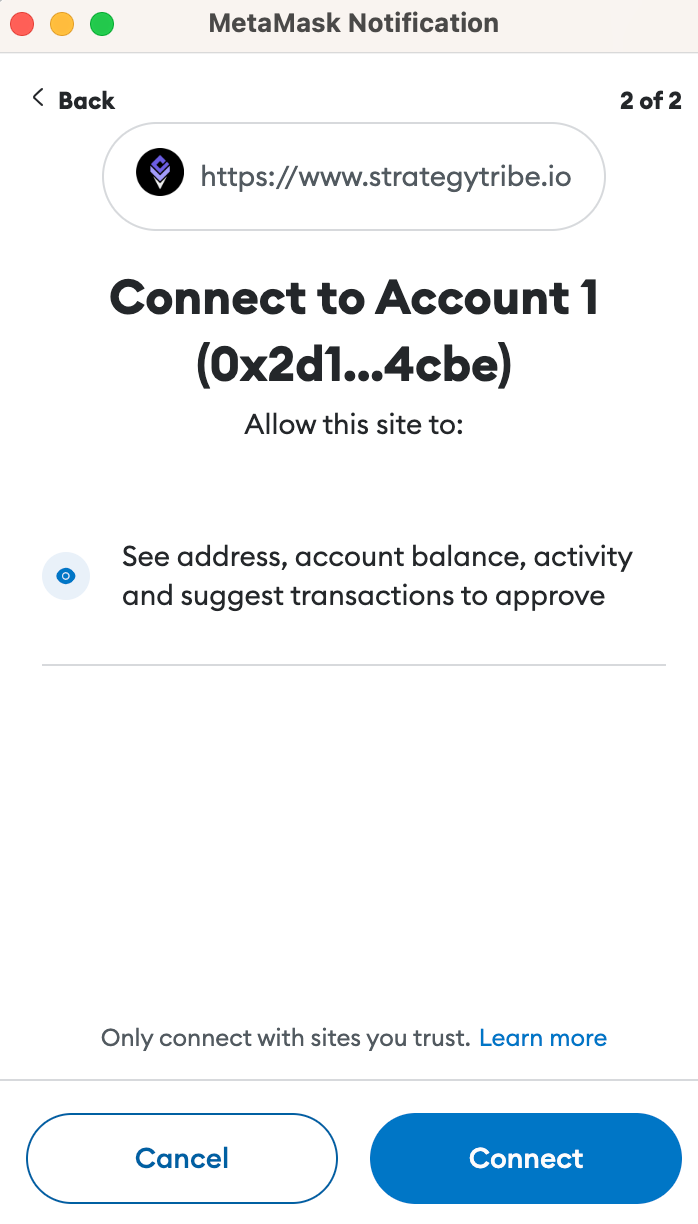 MetaMask Notification
Back
2 of 2
https://www.strategytribe.io
Connect to Account 1
(0x2d1...4cbe)
Allow this site to:
See address, account balance, activity
and suggest transactions to approve
Only connect with sites you trust. Learn more
Cancel
Connect